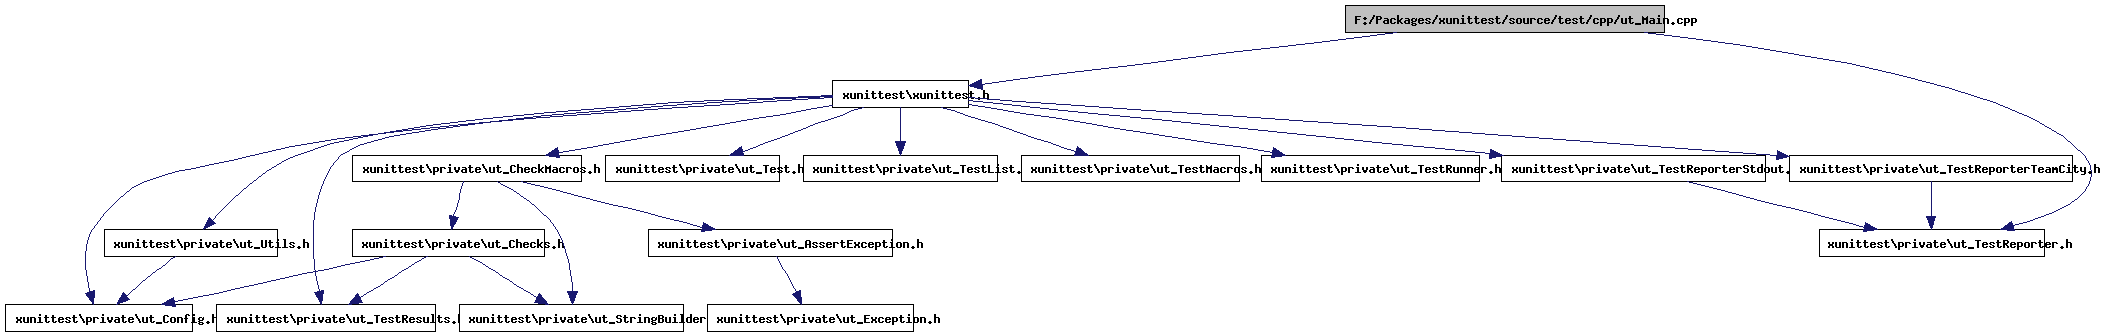 F:/Packages/xunittest/source/test/cpp/ut_Main.cpp
xunittest\xunittest.h
xunittest\private\ut_CheckMacros.h
xunittest\private\ut_Test.h
xunittest\private\ut_TestList.
xunittest\private\ut_TestMacros.h
xunittest\private\ut_TestRunner.h
xunittest\private\ut_TestReporterStdout.
xunittest\private\ut_TestReporterTeamCity.h
xunittest\private\ut_Utils.h
xunittest\private\ut_Checks.h
xunittest\private\ut_AssertException.h
xunittest\private\ut_TestReporter.h
xunittest\private\ut_Config.h
xunittest\private\ut_TestResults.
xunittest\private\ut_StringBuilder
xunittest\private\ut_Exception.h